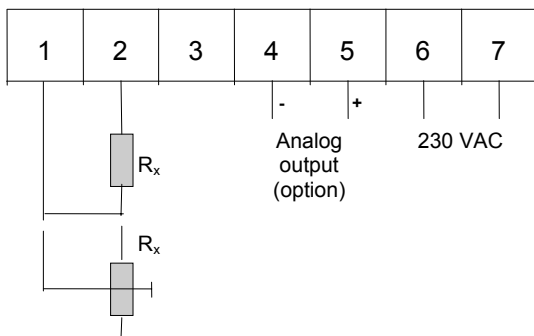 1 2 3 4 5 6 7
- +
Analog
output
(option)
230 VAC
Rx
Rx